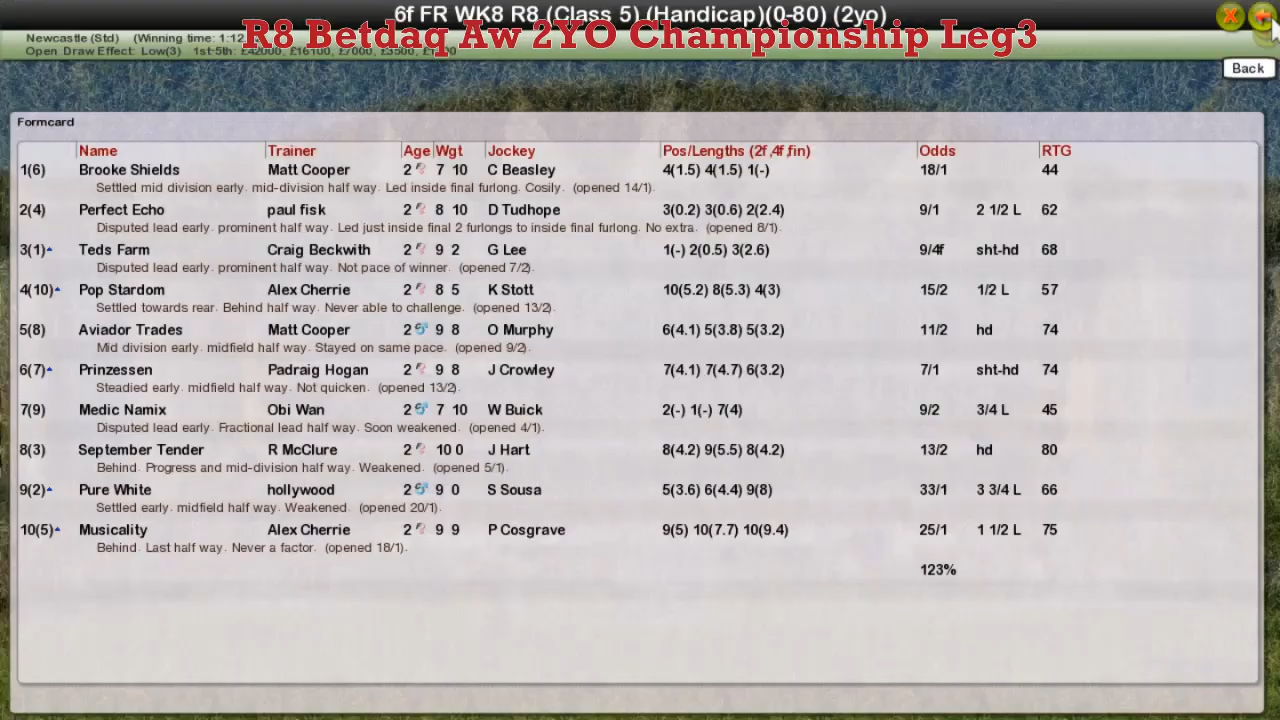 6f FR WK8 R8 (Class 5) (Handicap)(0-80) (2yo)
R8 Betdaq Aw 2YO Championship Leg3
Newcastle (Std) (Winning time: 1:12
Open Draw Effect: Low(3) 1st-5th: £42000, £16100, £7000, £3500,
Back
Formcard
Name Trainer Age Wgt Jockey Pos/Lengths (2f,4f,fin) Odds RTG
1(6) Brooke Shields Matt Cooper 2 7 10 C Beasley 4(1.5) 4(1.5) 1(-) 18/1 44
Settled mid division early. mid-division half way. Led inside final furlong. Cosily. (opened 14/1).
2(4) Perfect Echo paul fisk 2 8 10 D Tudhope 3(0.2) 3(0.6) 2(2.4) 9/1 2 1/2 L 62
Disputed lead early. prominent half way. Led just inside final 2 furlongs to inside final furlong. No extra. (opened 8/1).
3(1) Teds Farm Craig Beckwith 2 9 2 G Lee 1(-) 2(0.5) 3(2.6) 9/4f sht-hd 68
Disputed lead early. prominent half way. Not pace of winner. (opened 7/2).
4(10) Pop Stardom Alex Cherrie 2 8 5 K Stott 10(5.2) 8(5.3) 4(3) 15/2 1/2 L 57
Settled towards rear. Behind half way. Never able to challenge. (opened 13/2).
5(8) Aviador Trades Matt Cooper 2 9 8 O Murphy 6(4.1) 5(3.8) 5(3.2) 11/2 hd 74
Mid division early. midfield half way. Stayed on same pace. (opened 9/2).
6(7) Prinzessen Padraig Hogan 2 9 8 J Crowley 7(4.1) 7(4.7) 6(3.2) 7/1 sht-hd 74
Steadied early. midfield half way. Not quicken. (opened 13/2).
7(9) Medic Namix Obi Wan 2 7 10 W Buick 2(-) 1(-) 7(4) 9/2 3/4 L 45
Disputed lead early. Fractional lead half way. Soon weakened. (opened 4/1).
8(3) September Tender R McClure 2 10 0 J Hart 8(4.2) 9(5.5) 8(4.2) 13/2 hd 80
Behind. Progress and mid-division half way. Weakened. (opened 5/1).
9(2) Pure White hollywood 2 9 0 S Sousa 5(3.6) 6(4.4) 9(8) 33/1 3 3/4 L 66
Settled early. midfield half way. Weakened. (opened 20/1).
10(5) Musicality Alex Cherrie 2 9 9 P Cosgrave 9(5) 10(7.7) 10(9.4) 25/1 1 1/2 L 75
Behind. Last half way. Never a factor. (opened 18/1).
123%